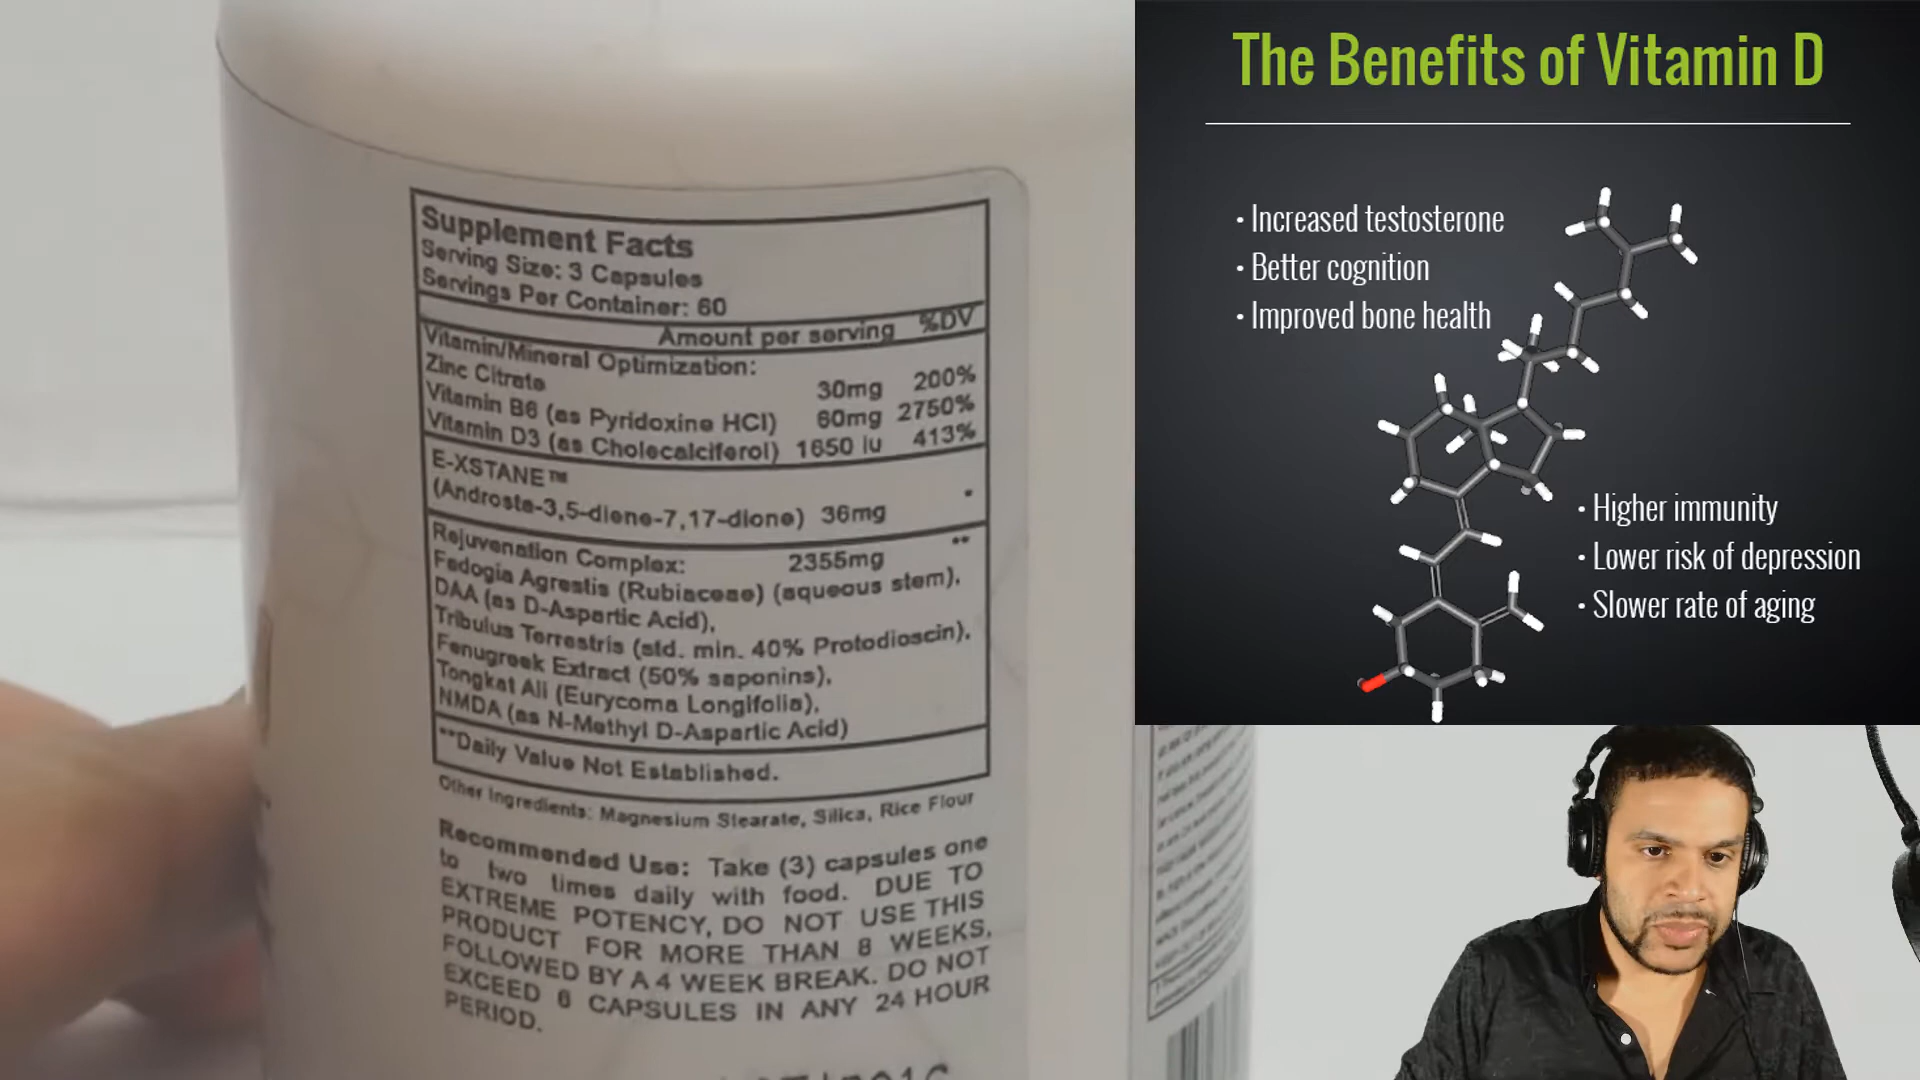 Supplement Facts
Serving Size: 3 Capsules
Servings Per Container: 60
Amount per serving %DV
Vitamin/Mineral Optimization:
Zinc Citrate 30mg 200%
Vitamin B6 (as Pyridoxine HCl) 60mg 2750%
Vitamin D3 (as Cholecalciferol) 1650 iu 413%
E-XSTANE™
(Androsta-3,5-diene-7,17-dione) 36mg *
Rejuvenation Complex: 2355mg **
Fadogia Agrestis (Rubiaceae) (aqueous stem),
DAA (as D-Aspartic Acid),
Tribulus Terrestris (std. min. 40% Protodioscin),
Fenugreek Extract (50% saponins),
Tongkat Ali (Eurycoma Longifolia),
NMDA (as N-Methyl D-Aspartic Acid)
**Daily Value Not Established.
Other Ingredients: Magnesium Stearate, Silica, Rice Flour
Recommended Use: Take (3) capsules one
to two times daily with food. DUE TO
EXTREME POTENCY, DO NOT USE THIS
PRODUCT FOR MORE THAN 8 WEEKS,
FOLLOWED BY A 4 WEEK BREAK. DO NOT
EXCEED 6 CAPSULES IN ANY 24 HOUR
PERIOD.
The Benefits of Vitamin D
• Increased testosterone
• Better cognition
• Improved bone health
• Higher immunity
• Lower risk of depression
• Slower rate of aging